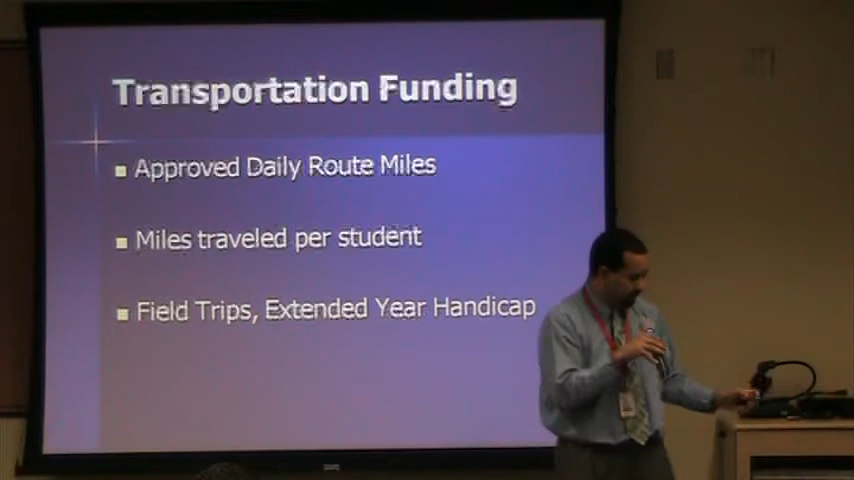 Transportation Funding
Approved Daily Route Miles
Miles traveled per student
Field Trips, Extended Year Handicap